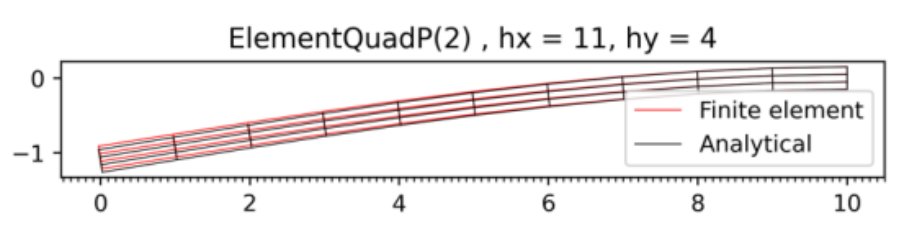 ElementQuadP(2) , hx = 11, hy = 4
0
−1
Finite element
Analytical
0 2 4 6 8 10